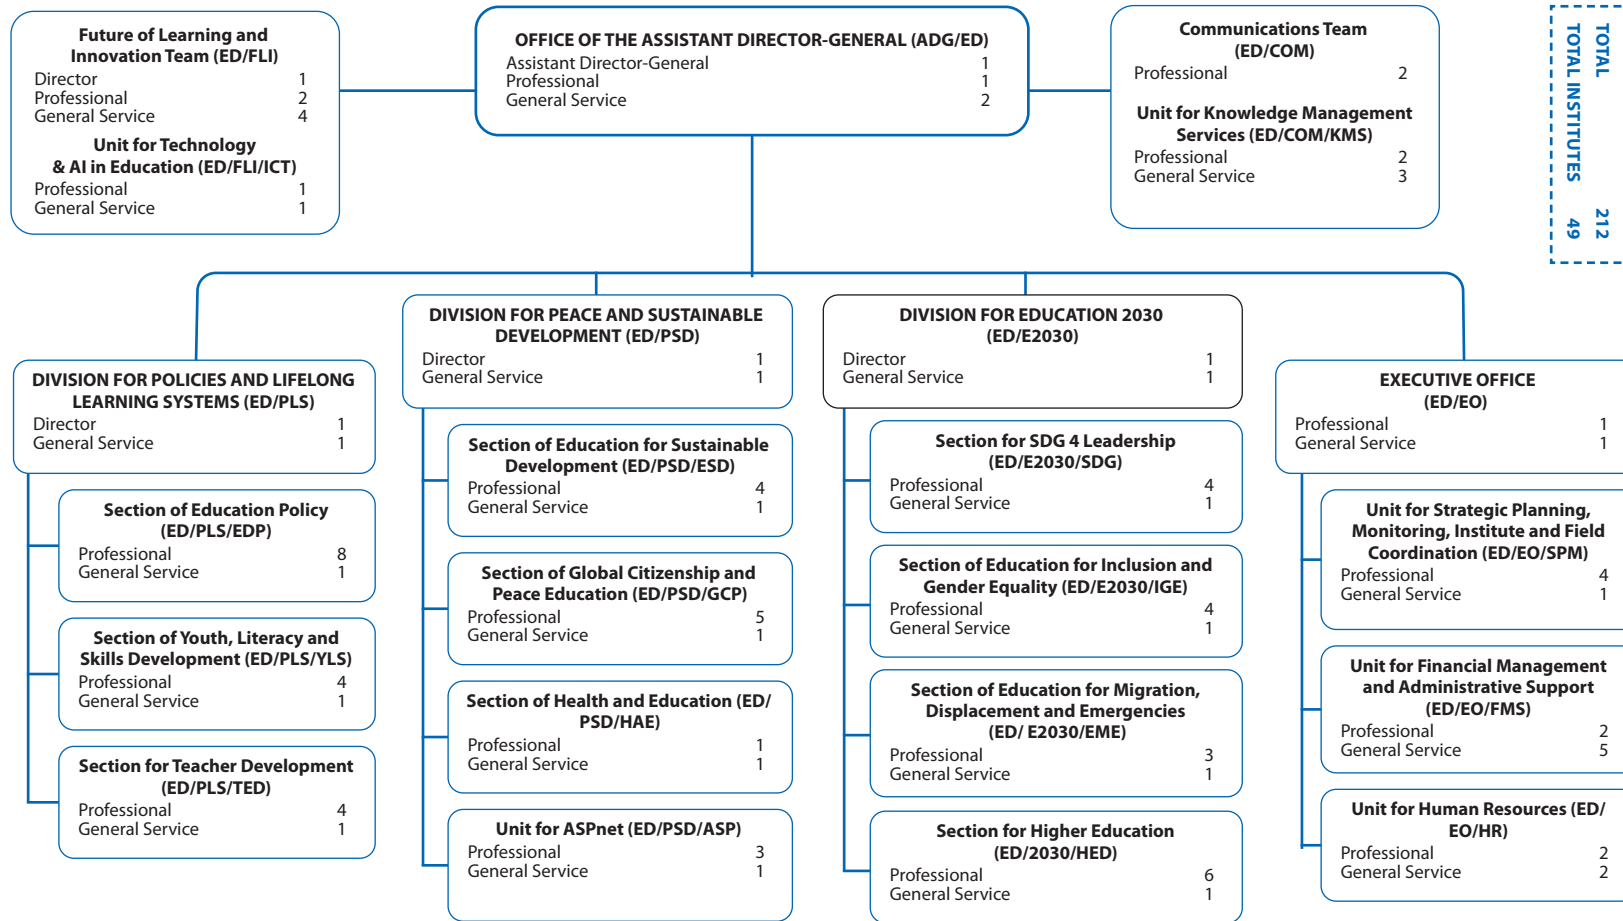 Future of Learning and
Innovation Team (ED/FLI)
Director 1
Professional 2
General Service 4
Unit for Technology
& AI in Education (ED/FLI/ICT)
Professional 1
General Service 1
OFFICE OF THE ASSISTANT DIRECTOR-GENERAL (ADG/ED)
Assistant Director-General 1
Professional 1
General Service 2
Communications Team
(ED/COM)
Professional 2
Unit for Knowledge Management
Services (ED/COM/KMS)
Professional 2
General Service 3
TOTAL 212
TOTAL INSTITUTES 49
DIVISION FOR POLICIES AND LIFELONG
LEARNING SYSTEMS (ED/PLS)
Director 1
General Service 1
Section of Education Policy
(ED/PLS/EDP)
Professional 8
General Service 1
Section of Youth, Literacy and
Skills Development (ED/PLS/YLS)
Professional 4
General Service 1
Section for Teacher Development
(ED/PLS/TED)
Professional 4
General Service 1
DIVISION FOR PEACE AND SUSTAINABLE
DEVELOPMENT (ED/PSD)
Director 1
General Service 1
Section of Education for Sustainable
Development (ED/PSD/ESD)
Professional 4
General Service 1
Section of Global Citizenship and
Peace Education (ED/PSD/GCP)
Professional 5
General Service 1
Section of Health and Education (ED/
PSD/HAE)
Professional 1
General Service 1
Unit for ASPnet (ED/PSD/ASP)
Professional 3
General Service 1
DIVISION FOR EDUCATION 2030
(ED/E2030)
Director 1
General Service 1
Section for SDG 4 Leadership
(ED/E2030/SDG)
Professional 4
General Service 1
Section of Education for Inclusion and
Gender Equality (ED/E2030/IGE)
Professional 4
General Service 1
Section of Education for Migration,
Displacement and Emergencies
(ED/ E2030/EME)
Professional 3
General Service 1
Section for Higher Education
(ED/2030/HED)
Professional 6
General Service 1
EXECUTIVE OFFICE
(ED/EO)
Professional 1
General Service 1
Unit for Strategic Planning,
Monitoring, Institute and Field
Coordination (ED/EO/SPM)
Professional 4
General Service 1
Unit for Financial Management
and Administrative Support
(ED/EO/FMS)
Professional 2
General Service 5
Unit for Human Resources (ED/
EO/HR)
Professional 2
General Service 2